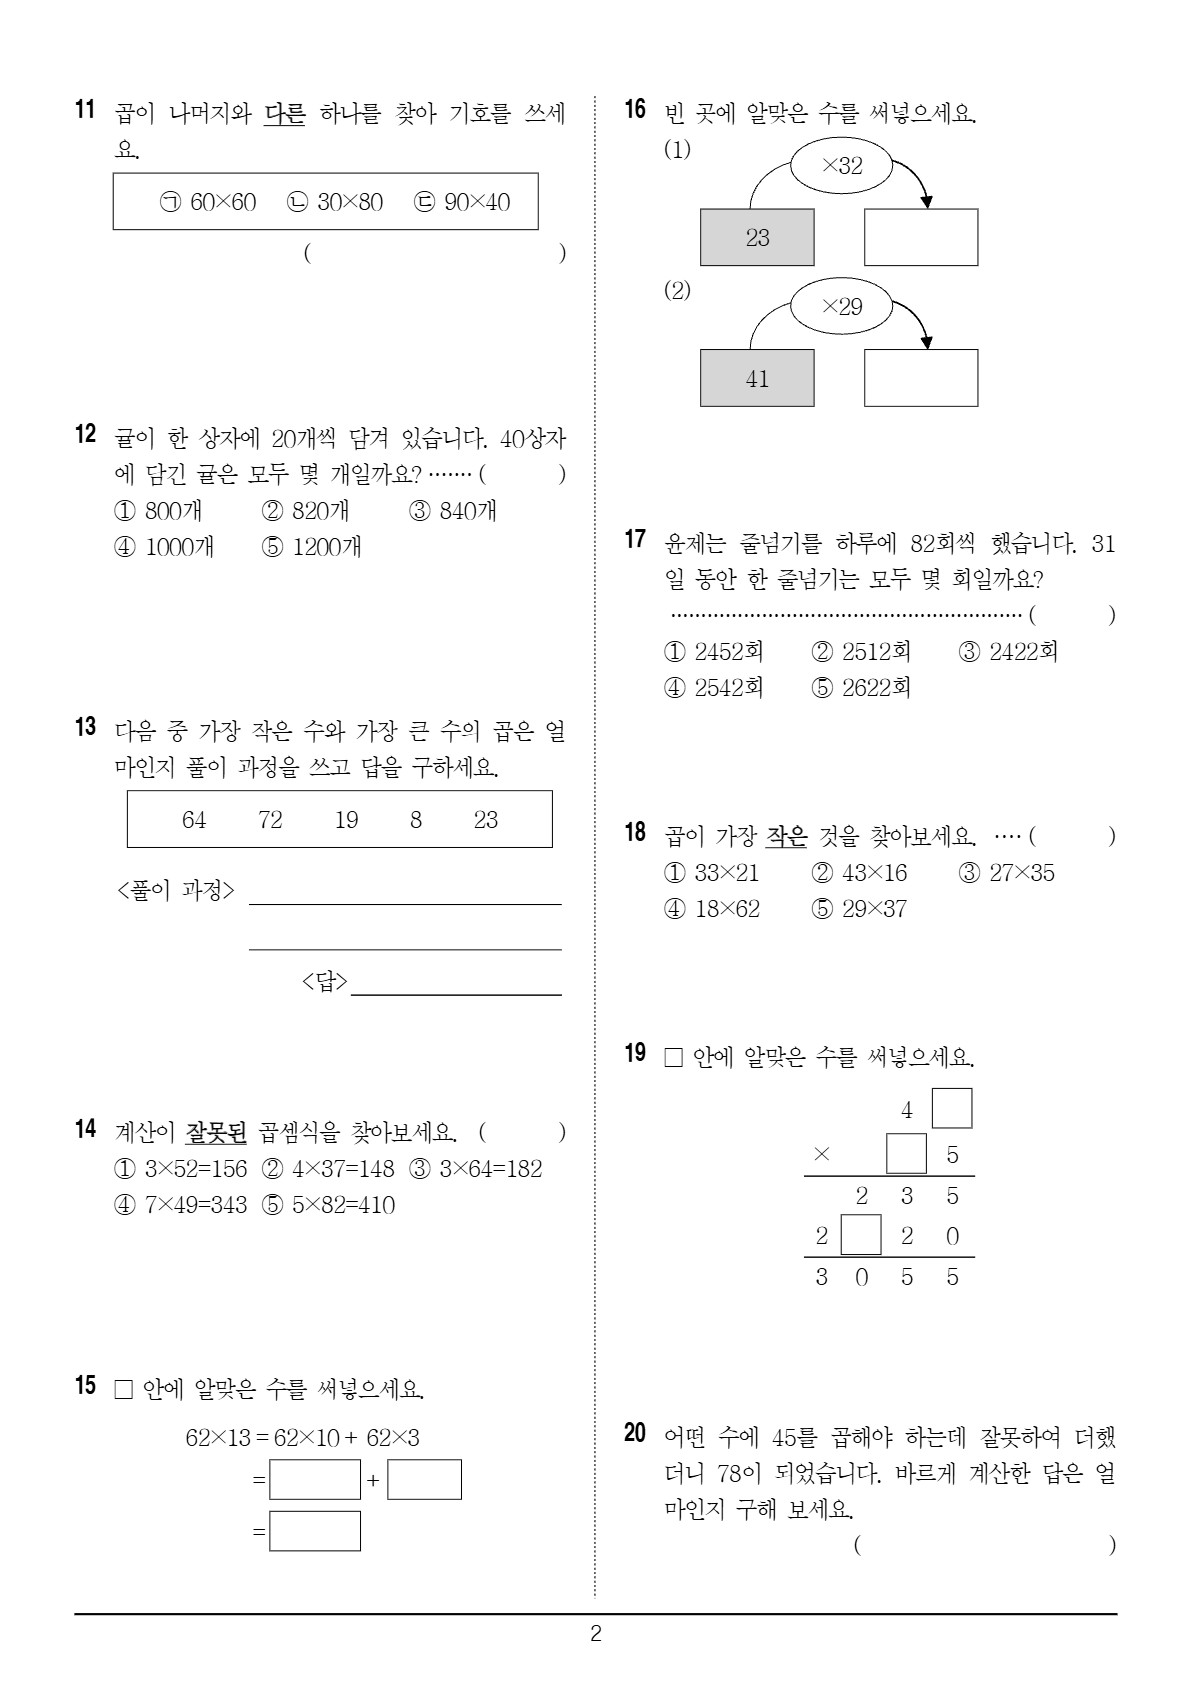 11 곱이 나머지와 다른 하나를 찾아 기호를 쓰세
요.
㉠ 60×60 ㉡ 30×80 ㉢ 90×40
( )
12 귤이 한 상자에 20개씩 담겨 있습니다. 40상자
에 담긴 귤은 모두 몇 개일까요? ······· ( )
① 800개 ② 820개 ③ 840개
④ 1000개 ⑤ 1200개
13 다음 중 가장 작은 수와 가장 큰 수의 곱은 얼
마인지 풀이 과정을 쓰고 답을 구하세요.
64 72 19 8 23
<풀이 과정>
<답>
14 계산이 잘못된 곱셈식을 찾아보세요. ( )
① 3×52=156 ② 4×37=148 ③ 3×64=182
④ 7×49=343 ⑤ 5×82=410
15 □ 안에 알맞은 수를 써넣으세요.
62×13=62×10+ 62×3
=□+□
=□
16 빈 곳에 알맞은 수를 써넣으세요.
(1)
×32
23
(2)
×29
41
17 윤제는 줄넘기를 하루에 82회씩 했습니다. 31
일 동안 한 줄넘기는 모두 몇 회일까요?
·························································· ( )
① 2452회 ② 2512회 ③ 2422회
④ 2542회 ⑤ 2622회
18 곱이 가장 작은 것을 찾아보세요. ···· ( )
① 33×21 ② 43×16 ③ 27×35
④ 18×62 ⑤ 29×37
19 □ 안에 알맞은 수를 써넣으세요.
4 □
× □ 5
2 3 5
2 □ 2 0
3 0 5 5
20 어떤 수에 45를 곱해야 하는데 잘못하여 더했
더니 78이 되었습니다. 바르게 계산한 답은 얼
마인지 구해 보세요.
( )
2